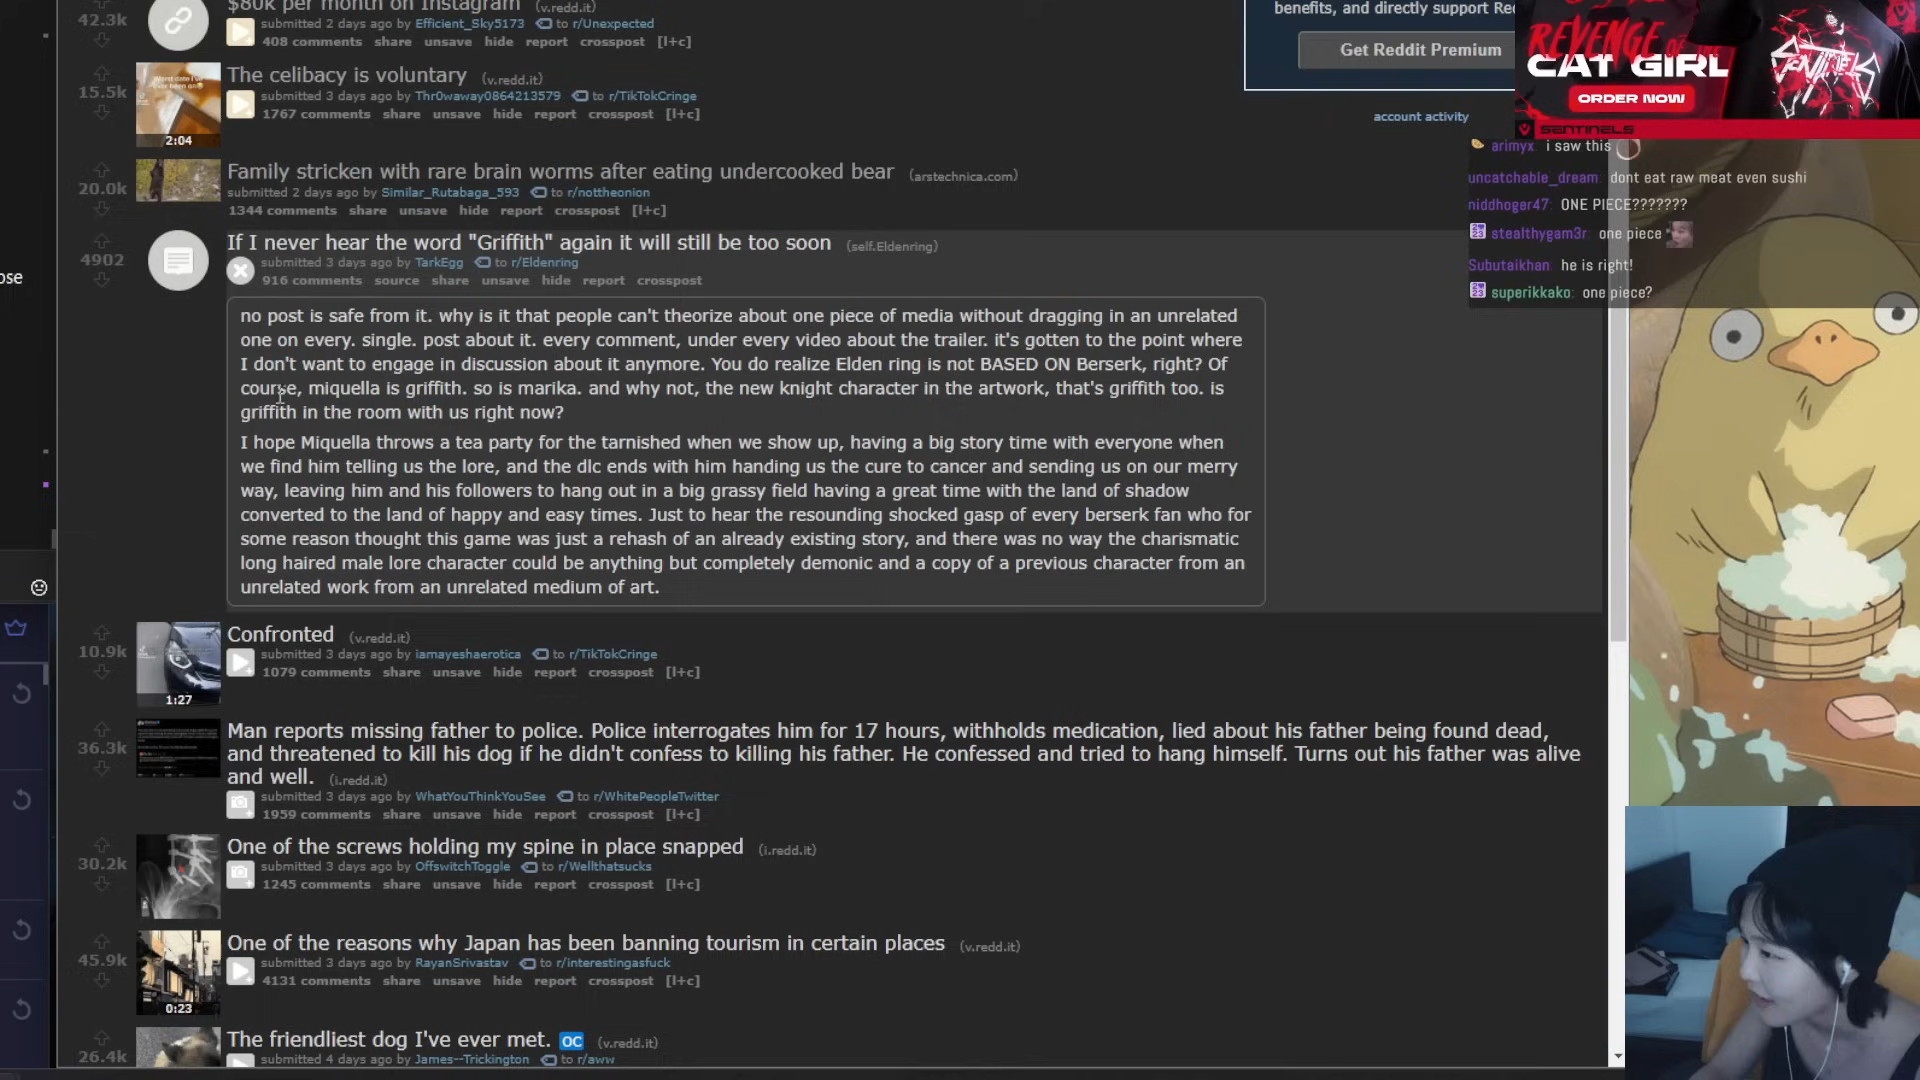 $80k per month on Instagram (v.redd.it)
42.3k
submitted 2 days ago by Efficient_Sky5173 to r/Unexpected
408 comments share unsave hide report crosspost [l+c]
The celibacy is voluntary (v.redd.it)
15.5k
submitted 3 days ago by Thr0waway0864213579 to r/TikTokCringe
1767 comments share unsave hide report crosspost [l+c]
2:04
Family stricken with rare brain worms after eating undercooked bear (arstechnica.com)
20.0k
submitted 2 days ago by Similar_Rutabaga_593 to r/nottheonion
1344 comments share unsave hide report crosspost [l+c]
If I never hear the word "Griffith" again it will still be too soon (self.Eldenring)
4902
submitted 3 days ago by TarkEgg to r/Eldenring
916 comments source share unsave hide report crosspost
no post is safe from it. why is it that people can't theorize about one piece of media without dragging in an unrelated
one on every. single. post about it. every comment, under every video about the trailer. it's gotten to the point where
I don't want to engage in discussion about it anymore. You do realize Elden ring is not BASED ON Berserk, right? Of
course, miquella is griffith. so is marika. and why not, the new knight character in the artwork, that's griffith too. is
griffith in the room with us right now?
I hope Miquella throws a tea party for the tarnished when we show up, having a big story time with everyone when
we find him telling us the lore, and the dlc ends with him handing us the cure to cancer and sending us on our merry
way, leaving him and his followers to hang out in a big grassy field having a great time with the land of shadow
converted to the land of happy and easy times. Just to hear the resounding shocked gasp of every berserk fan who for
some reason thought this game was just a rehash of an already existing story, and there was no way the charismatic
long haired male lore character could be anything but completely demonic and a copy of a previous character from an
unrelated work from an unrelated medium of art.
Confronted (v.redd.it)
10.9k
submitted 3 days ago by iamayeshaerotica to r/TikTokCringe
1079 comments share unsave hide report crosspost [l+c]
1:27
Man reports missing father to police. Police interrogates him for 17 hours, withholds medication, lied about his father being found dead,
36.3k
and threatened to kill his dog if he didn't confess to killing his father. He confessed and tried to hang himself. Turns out his father was alive
and well. (i.redd.it)
submitted 3 days ago by WhatYouThinkYouSee to r/WhitePeopleTwitter
1959 comments share unsave hide report crosspost [l+c]
One of the screws holding my spine in place snapped (i.redd.it)
30.2k
submitted 3 days ago by OffswitchToggle to r/Wellthatsucks
1245 comments share unsave hide report crosspost [l+c]
One of the reasons why Japan has been banning tourism in certain places (v.redd.it)
45.9k
submitted 3 days ago by RayanSrivastav to r/interestingasfuck
4131 comments share unsave hide report crosspost [l+c]
0:23
The friendliest dog I've ever met. OC (v.redd.it)
26.4k
submitted 4 days ago by James--Trickington to r/aww
ose
benefits, and directly support Red
Get Reddit Premium
account activity
REVENGE OF THE
CAT GIRL
ORDER NOW
SENTINELS
arimyx: i saw this
uncatchable_dream: dont eat raw meat even sushi
niddhoger47: ONE PIECE???????
stealthygam3r: one piece
Subutaikhan: he is right!
superikkako: one piece?